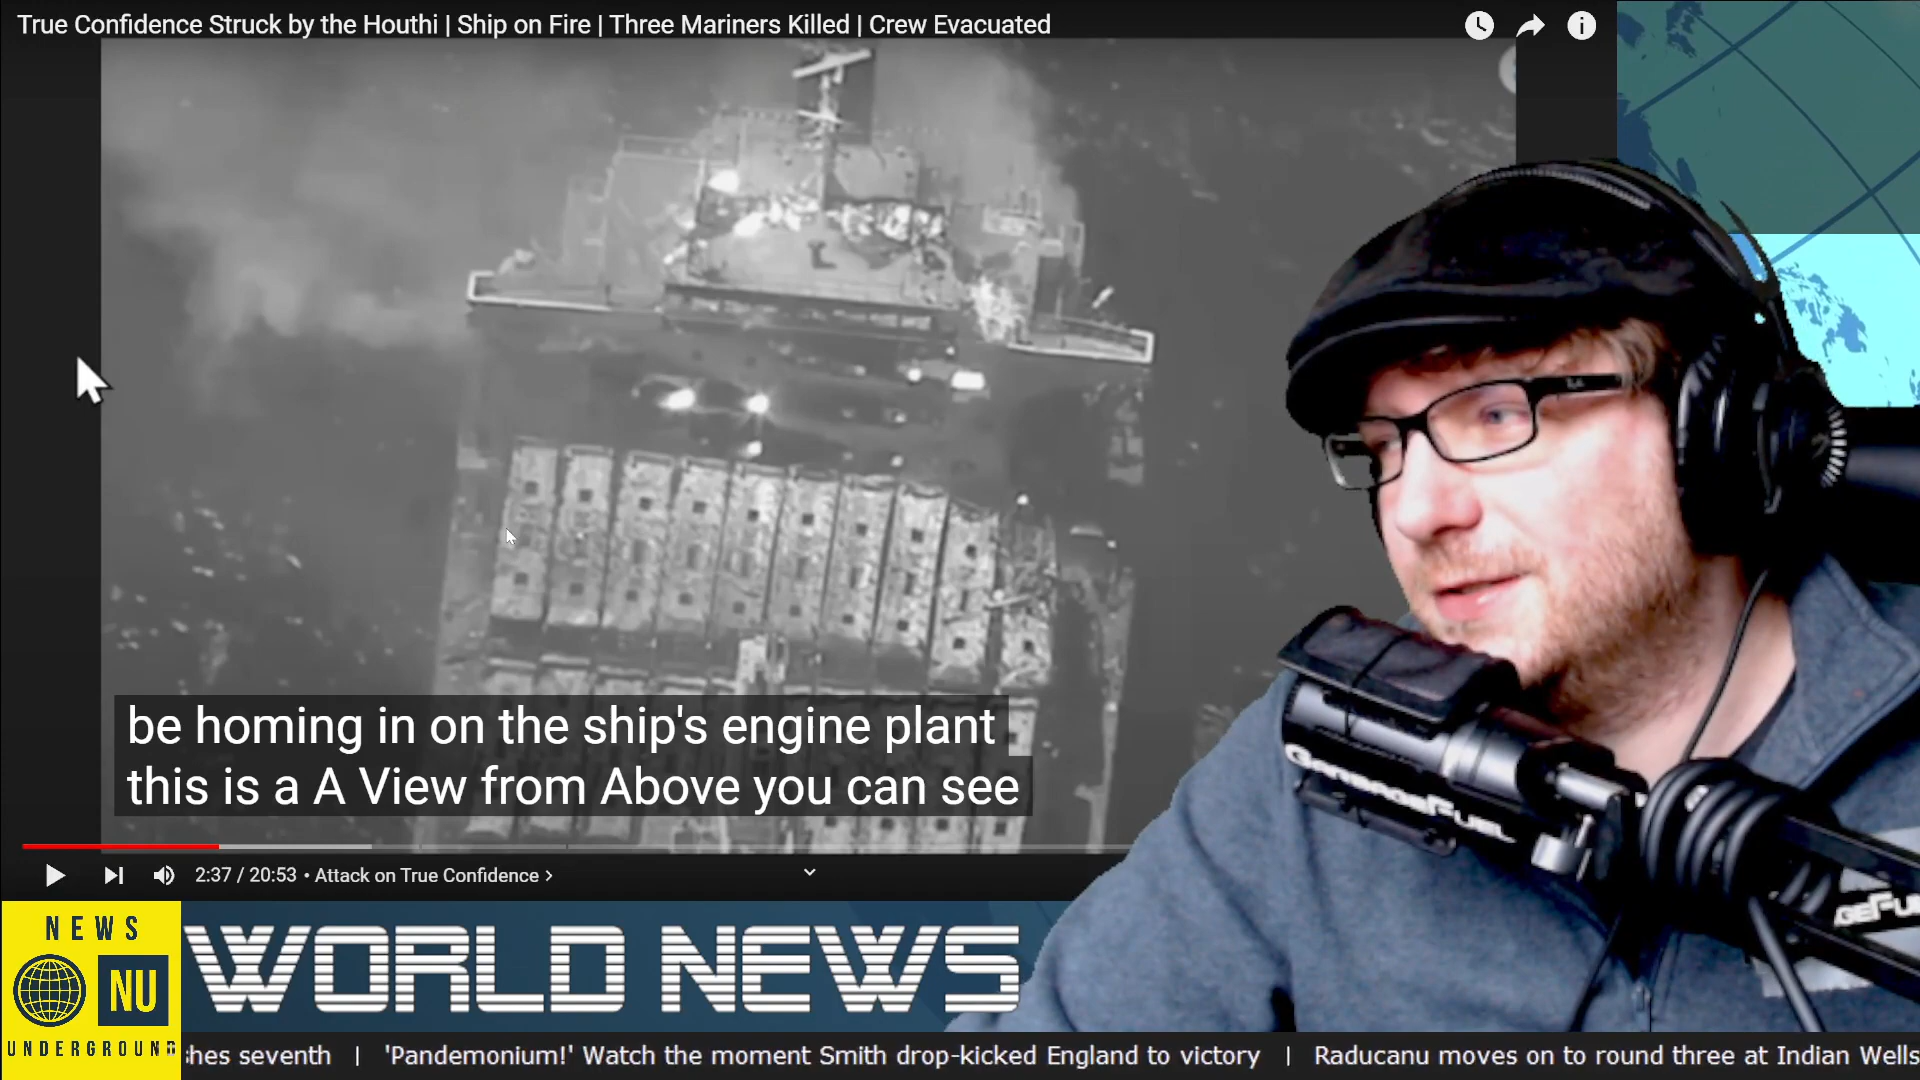 True Confidence Struck by the Houthi | Ship on Fire | Three Mariners Killed | Crew Evacuated
be homing in on the ship's engine plant
this is a A View from Above you can see
2:37 / 20:53 • Attack on True Confidence ›
NEWS
NU
UNDERGROUND
WORLD NEWS
shes seventh | 'Pandemonium!' Watch the moment Smith drop-kicked England to victory | Raducanu moves on to round three at Indian Wells
GamerGeFuel
GEFU